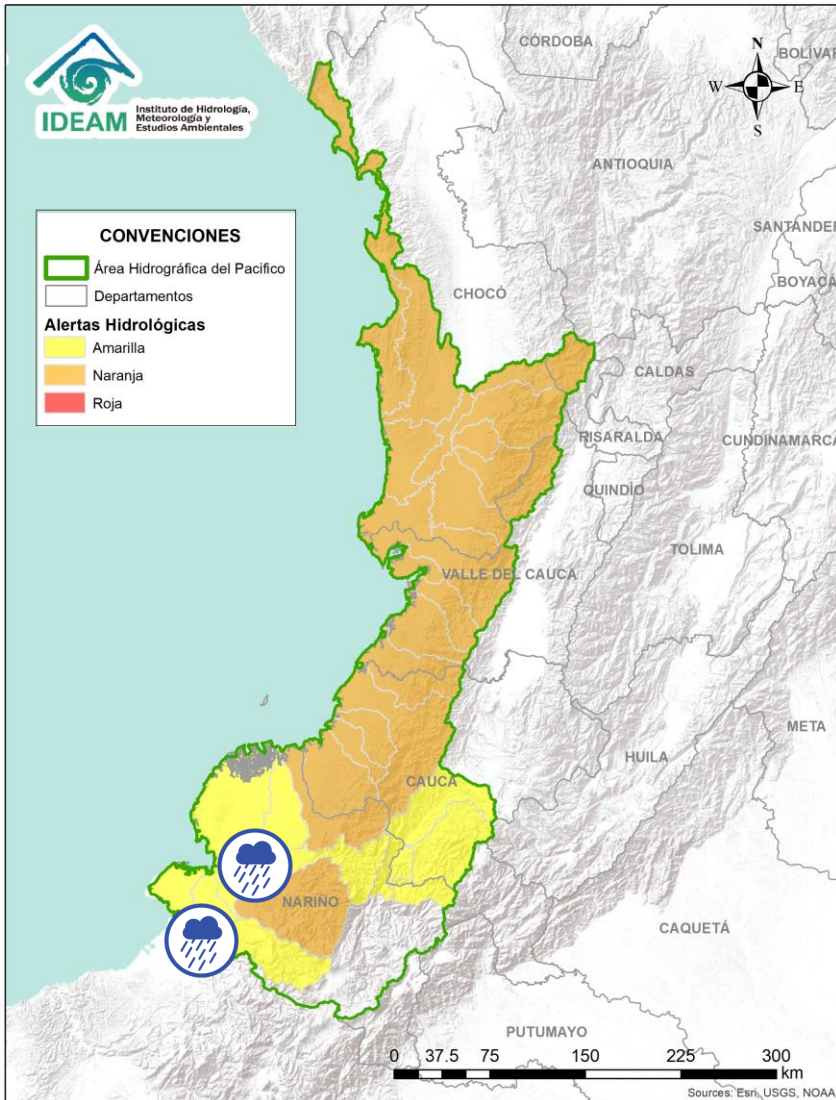 IDEAM
Instituto de Hidrología,
Meteorología y
Estudios Ambientales
N
W
E
S
CÓRDOBA
BOLÍVAR
ANTIOQUIA
SANTANDER
BOYACÁ
CHOCÓ
CALDAS
RISARALDA
CUNDINAMARCA
QUINDÍO
TOLIMA
VALLE DEL CAUCA
META
HUILA
CAUCA
NARIÑO
CAQUETÁ
PUTUMAYO
CONVENCIONES
Área Hidrográfica del Pacifico
Departamentos
Alertas Hidrológicas
Amarilla
Naranja
Roja
0 37.5 75 150 225 300
km
Sources: Esri, USGS, NOAA